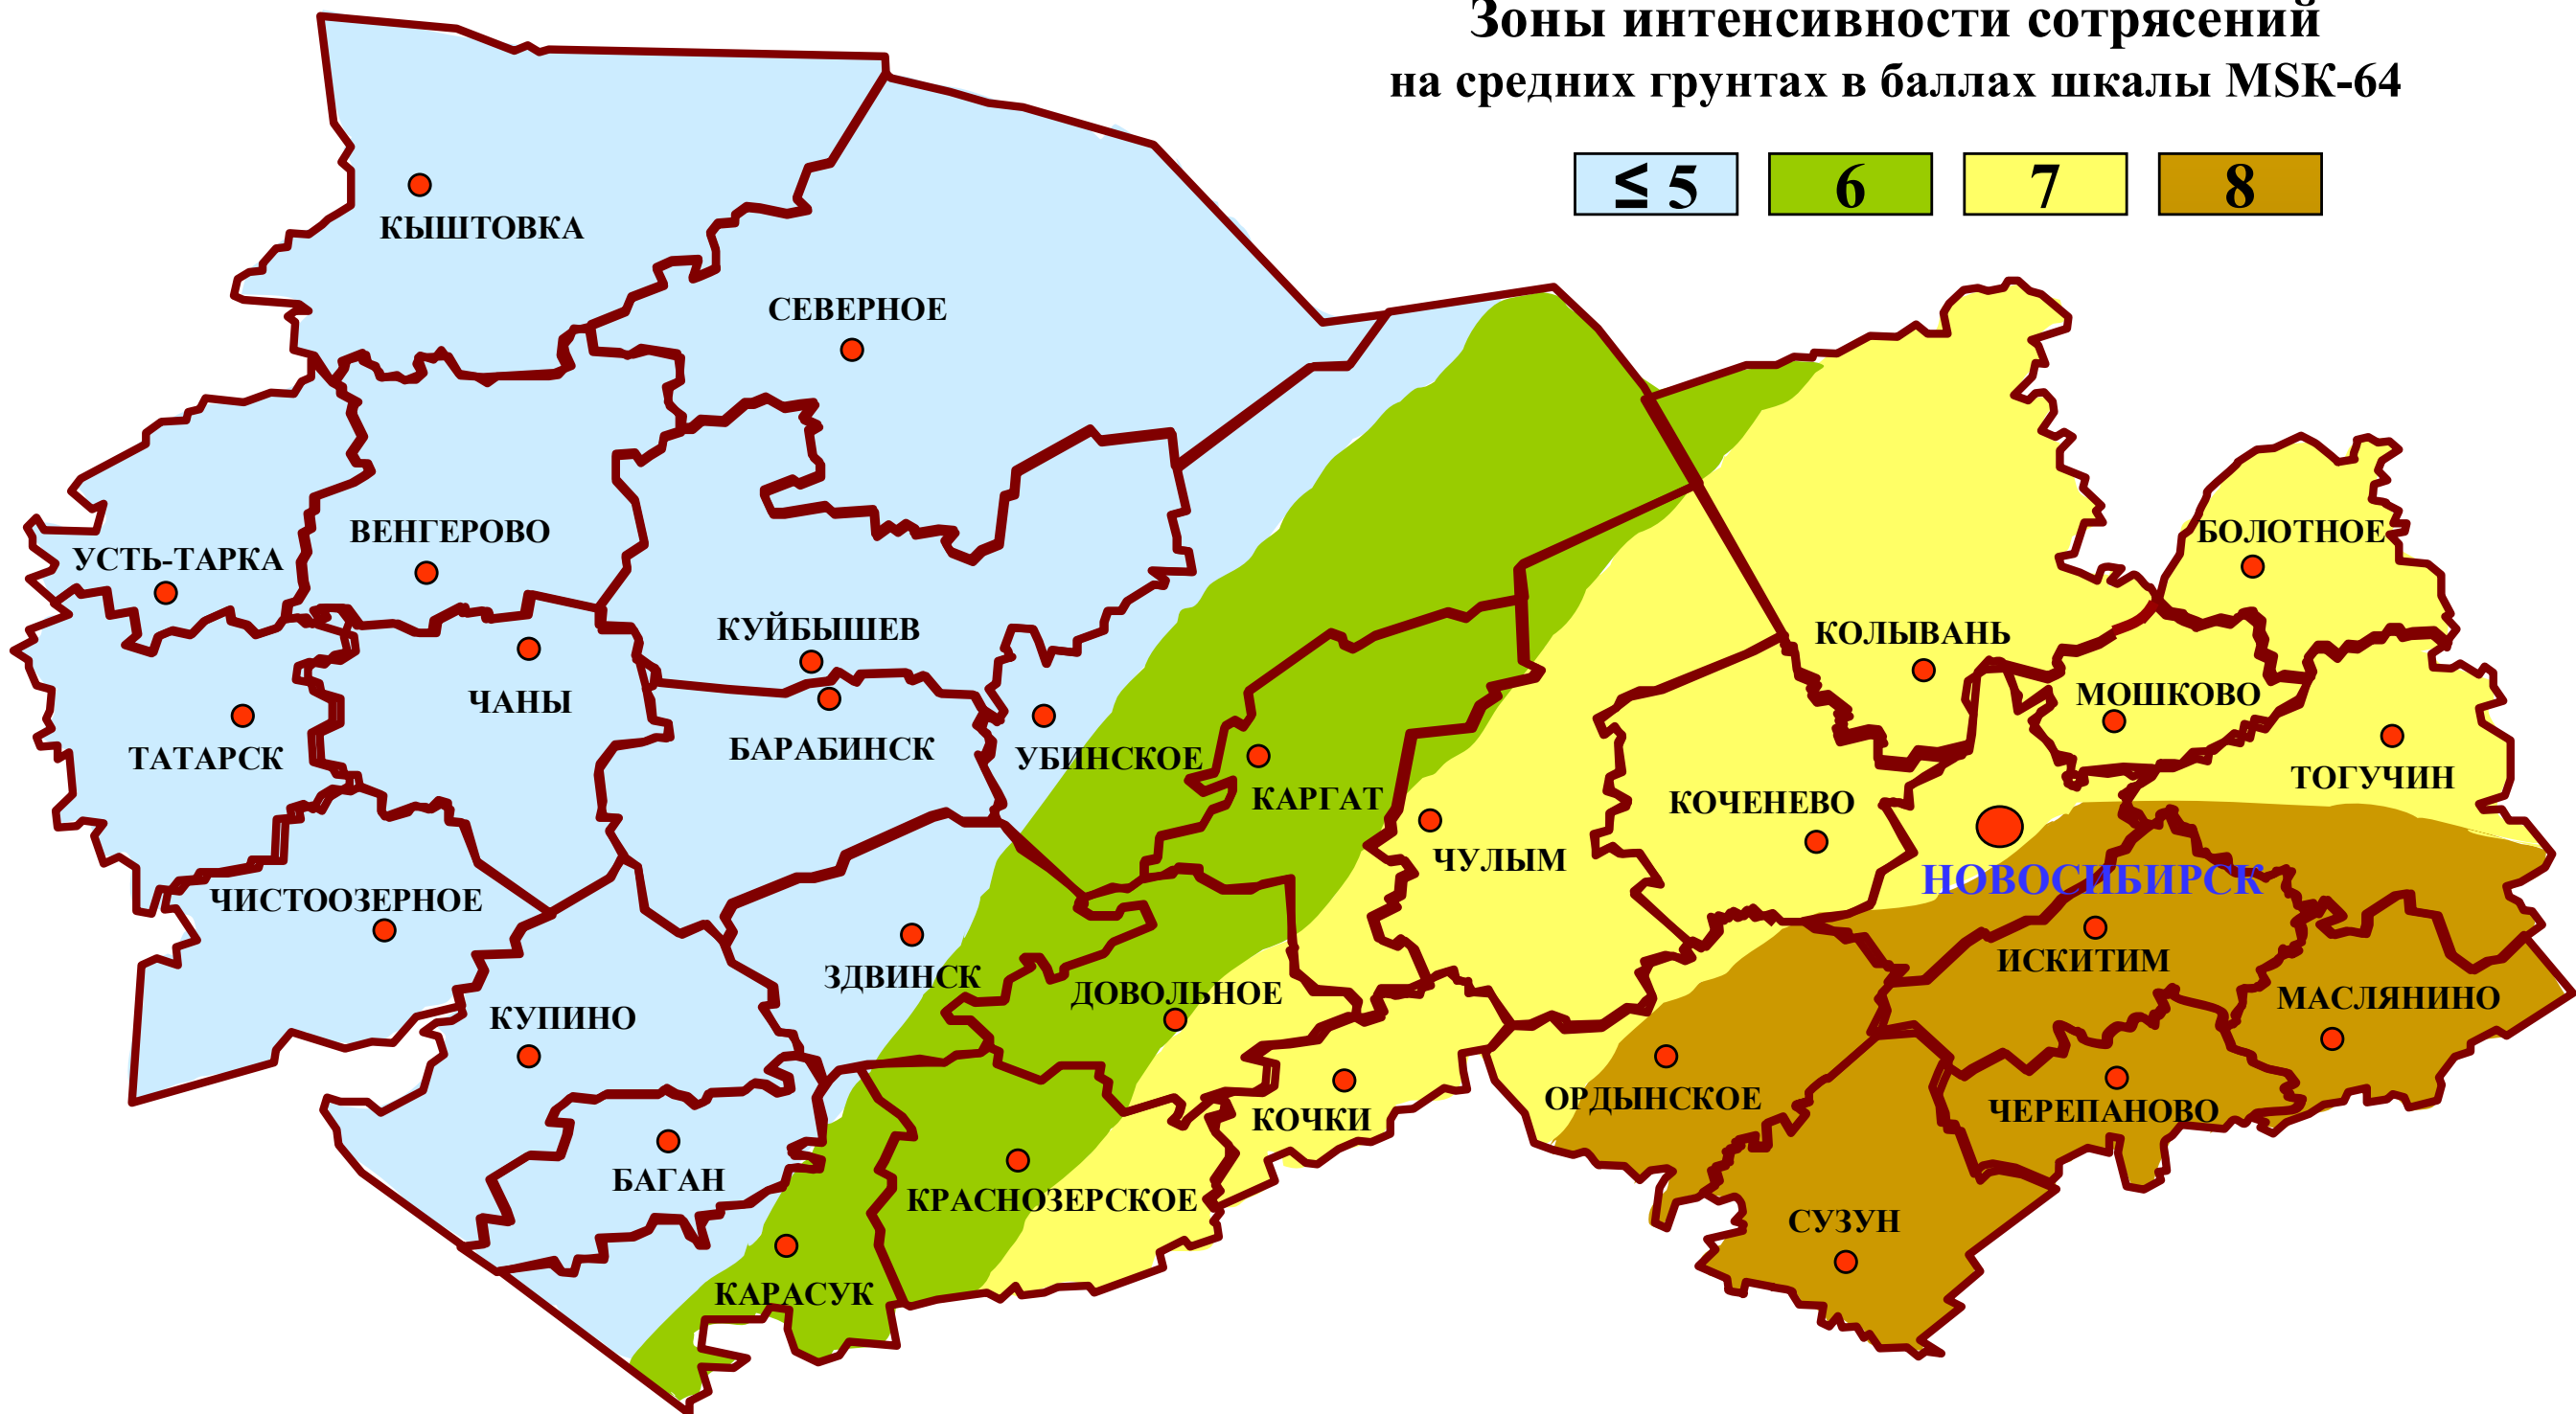 Зоны интенсивности сотрясений
на средних грунтах в баллах шкалы MSK-64
≤ 5 6 7 8
КЫШТОВКА
СЕВЕРНОЕ
ВЕНГЕРОВО
БОЛОТНОЕ
УСТЬ-ТАРКА
КУЙБЫШЕВ
КОЛЫВАНЬ
ЧАНЫ
МОШКОВО
ТАТАРСК
БАРАБИНСК
УБИНСКОЕ
ТОГУЧИН
КАРГАТ
КОЧЕНЕВО
ЧУЛЫМ
НОВОСИБИРСК
ЧИСТООЗЕРНОЕ
ИСКИТИМ
ЗДВИНСК
ДОВОЛЬНОЕ
МАСЛЯНИНО
КУПИНО
ОРДЫНСКОЕ
ЧЕРЕПАНОВО
КОЧКИ
БАГАН
КРАСНОЗЕРСКОЕ
СУЗУН
КАРАСУК